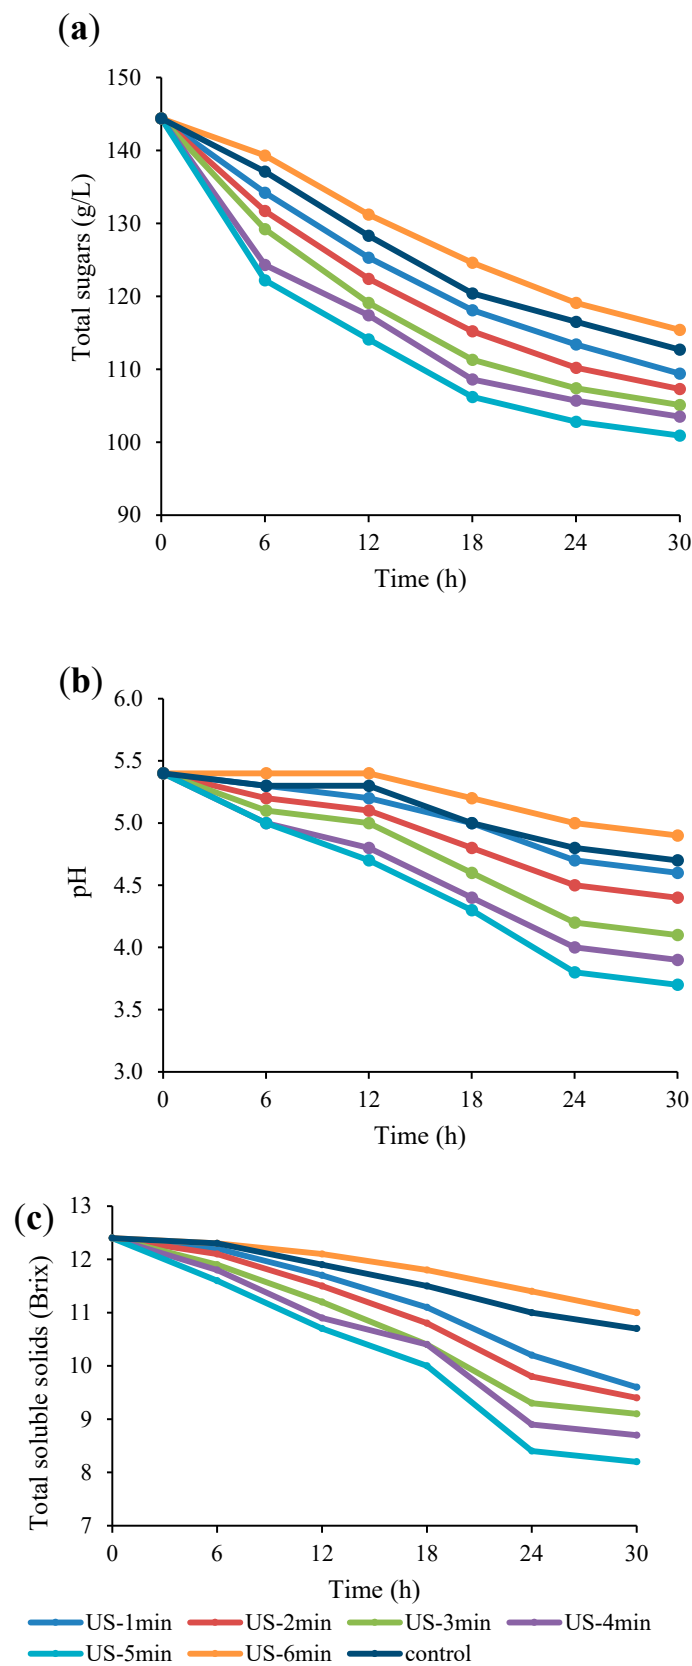 (a)
150
140
130
120
110
100
90
Total sugars (g/L)
0 6 12 18 24 30
Time (h)
(b)
6.0
5.5
5.0
4.5
4.0
3.5
3.0
pH
0 6 12 18 24 30
Time (h)
(c)
13
12
11
10
9
8
7
Total soluble solids (Brix)
0 6 12 18 24 30
Time (h)
US-1min US-2min US-3min US-4min
US-5min US-6min control